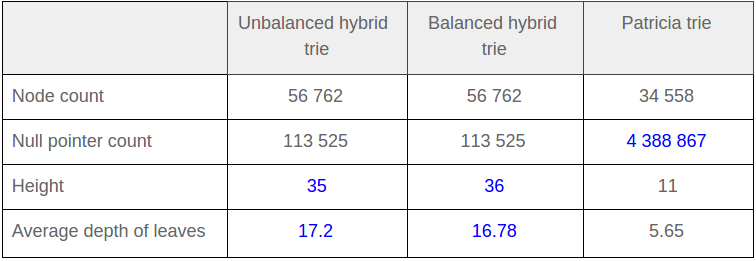 Unbalanced hybrid trie Balanced hybrid trie Patricia trie
Node count 56 762 56 762 34 558
Null pointer count 113 525 113 525 4 388 867
Height 35 36 11
Average depth of leaves 17.2 16.78 5.65